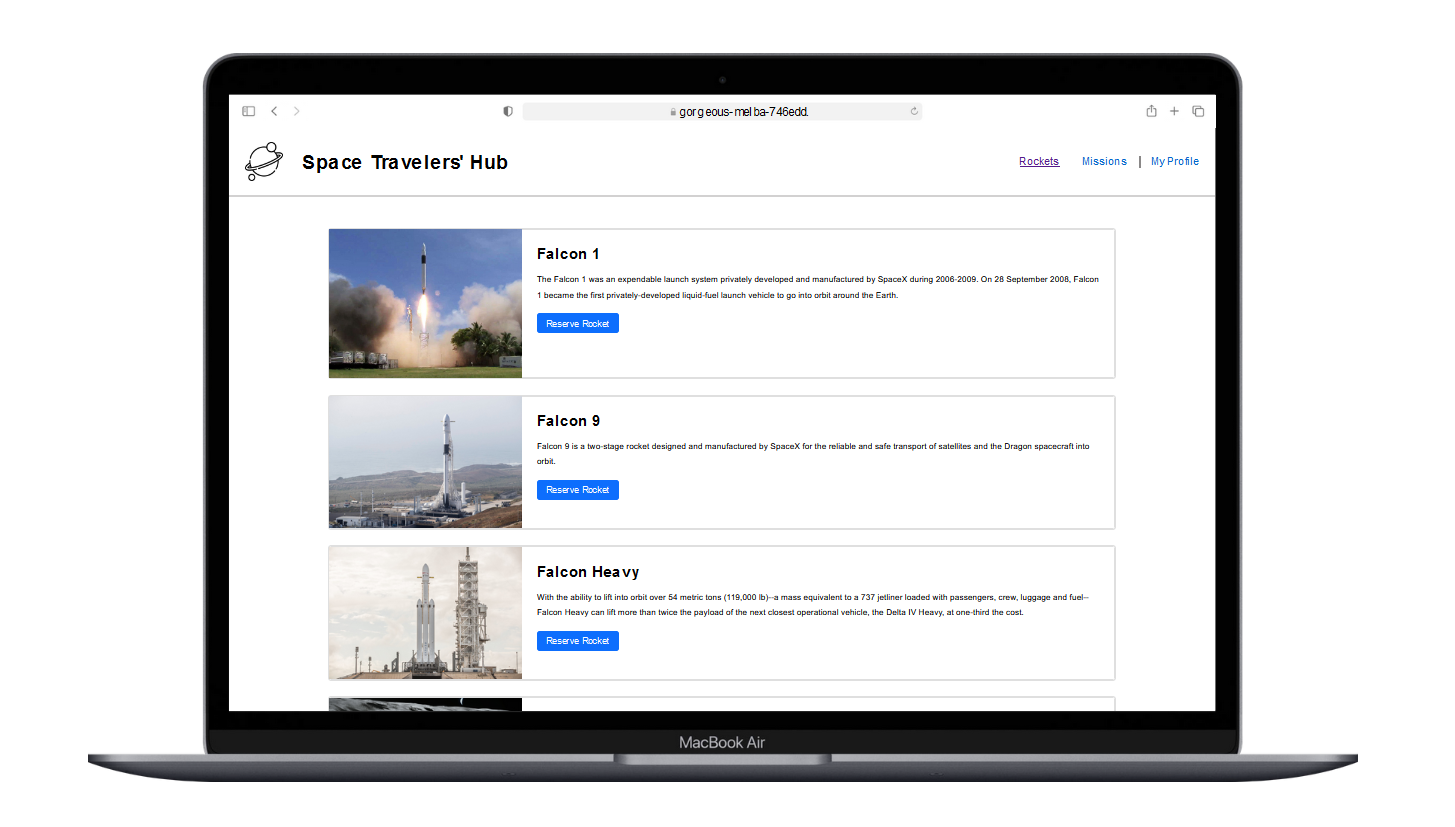 gorgeous-melba-746edd.
Space Travelers' Hub
Rockets Missions | My Profile
Falcon 1
The Falcon 1 was an expendable launch system privately developed and manufactured by SpaceX during 2006-2009. On 28 September 2008, Falcon
1 became the first privately-developed liquid-fuel launch vehicle to go into orbit around the Earth.
Reserve Rocket
Falcon 9
Falcon 9 is a two-stage rocket designed and manufactured by SpaceX for the reliable and safe transport of satellites and the Dragon spacecraft into
orbit.
Reserve Rocket
Falcon Heavy
With the ability to lift into orbit over 54 metric tons (119,000 lb)--a mass equivalent to a 737 jetliner loaded with passengers, crew, luggage and fuel--
Falcon Heavy can lift more than twice the payload of the next closest operational vehicle, the Delta IV Heavy, at one-third the cost.
Reserve Rocket
MacBook Air